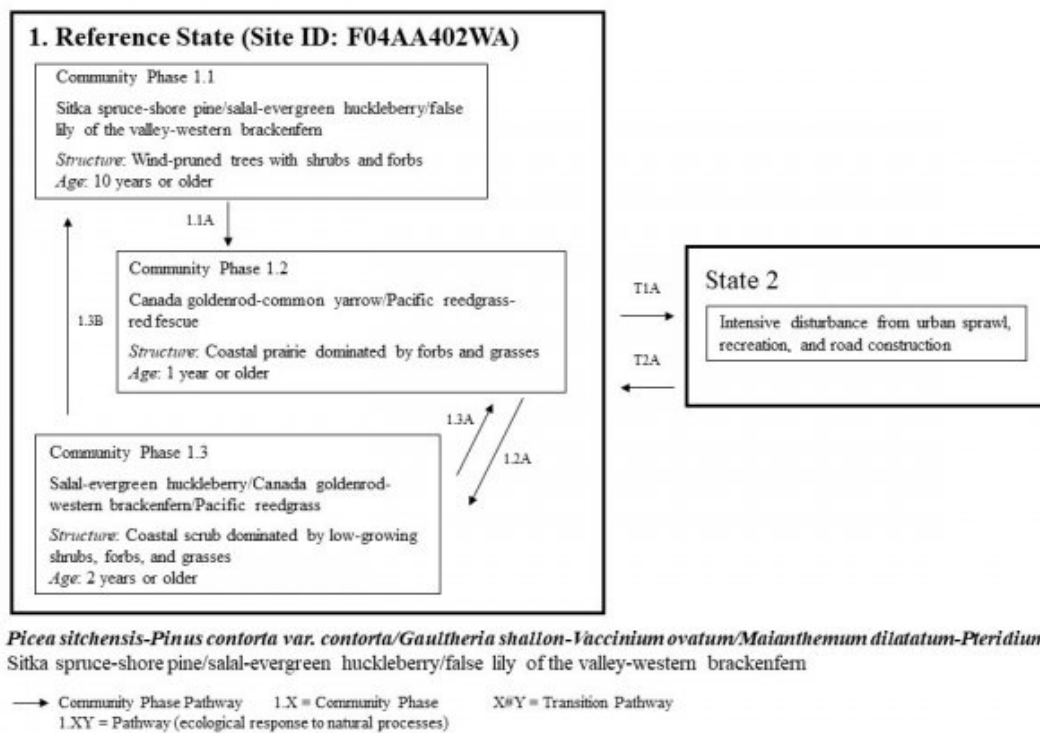 1. Reference State (Site ID: F04AA402WA)
Community Phase 1.1
Sitka spruce-shore pine/salal-evergreen huckleberry/false
lily of the valley-western brackenfern
Structure: Wind-pruned trees with shrubs and forbs
Age: 10 years or older
1.1A
Community Phase 1.2
Canada goldenrod-common yarrow/Pacific reedgrass-
red fescue
Structure: Coastal prairie dominated by forbs and grasses
Age: 1 year or older
1.3B
1.3A
1.2A
Community Phase 1.3
Salal-evergreen huckleberry/Canada goldenrod-
western brackenfern/Pacific reedgrass
Structure: Coastal scrub dominated by low-growing
shrubs, forbs, and grasses
Age: 2 years or older
T1A
T2A
State 2
Intensive disturbance from urban sprawl,
recreation, and road construction
Picea sitchensis-Pinus contorta var. contorta/Gaultheria shallon-Vaccinium ovatum/Maianthemum dilatatum-Pteridium
Sitka spruce-shore pine/salal-evergreen huckleberry/false lily of the valley-western brackenfern
Community Phase Pathway 1.X = Community Phase X#Y = Transition Pathway
1.XY = Pathway (ecological response to natural processes)